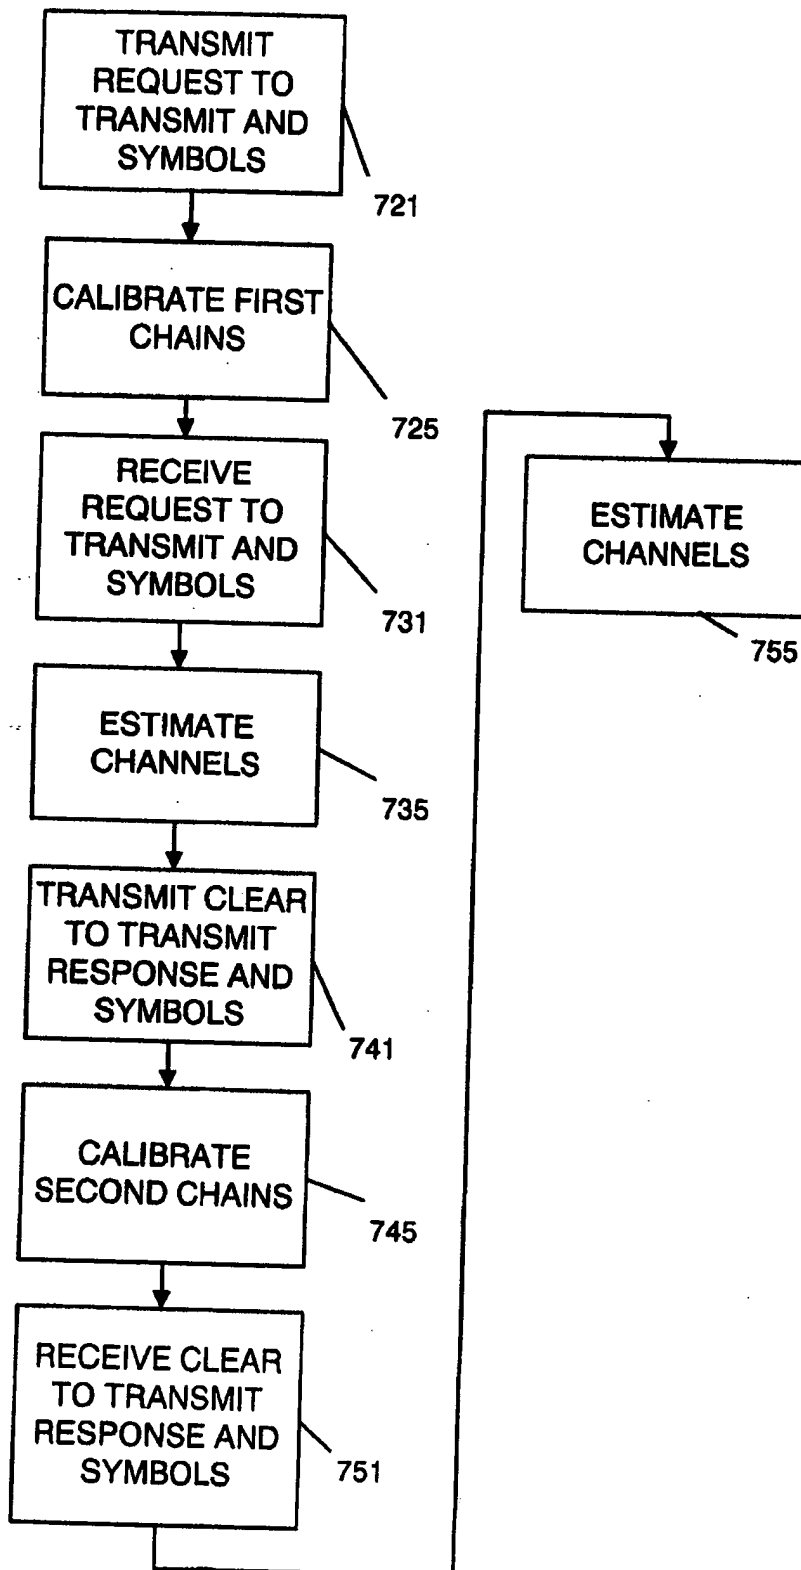 TRANSMIT
REQUEST TO
TRANSMIT AND
SYMBOLS
721
CALIBRATE FIRST
CHAINS
725
RECEIVE
REQUEST TO
TRANSMIT AND
SYMBOLS
731
ESTIMATE
CHANNELS
735
TRANSMIT CLEAR
TO TRANSMIT
RESPONSE AND
SYMBOLS
741
CALIBRATE
SECOND CHAINS
745
RECEIVE CLEAR
TO TRANSMIT
RESPONSE AND
SYMBOLS
751
ESTIMATE
CHANNELS
755